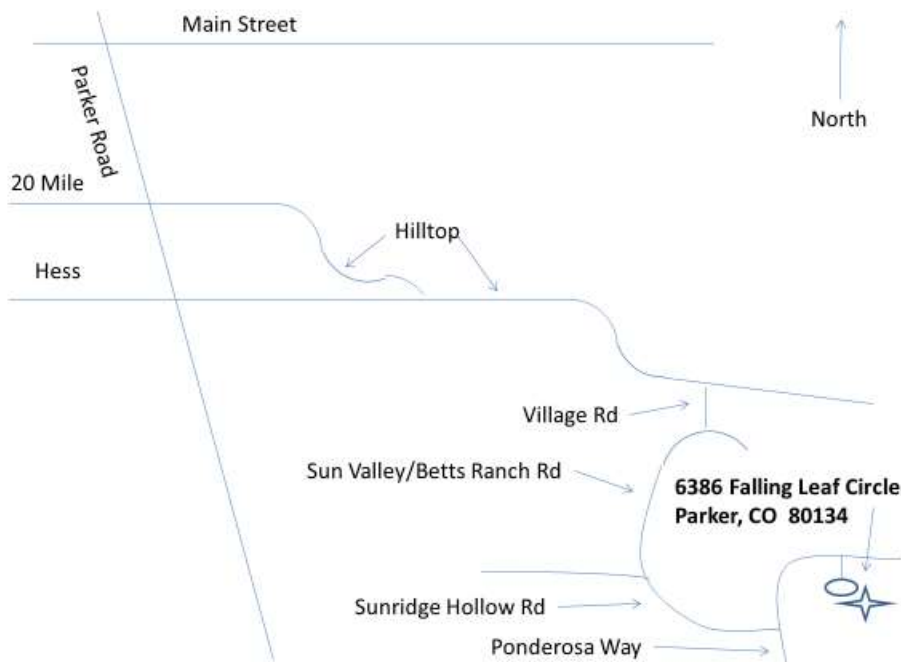 Main Street
Parker Road
North
20 Mile
Hilltop
Hess
Village Rd
Sun Valley/Betts Ranch Rd
6386 Falling Leaf Circle
Parker, CO  80134
Sunridge Hollow Rd
Ponderosa Way